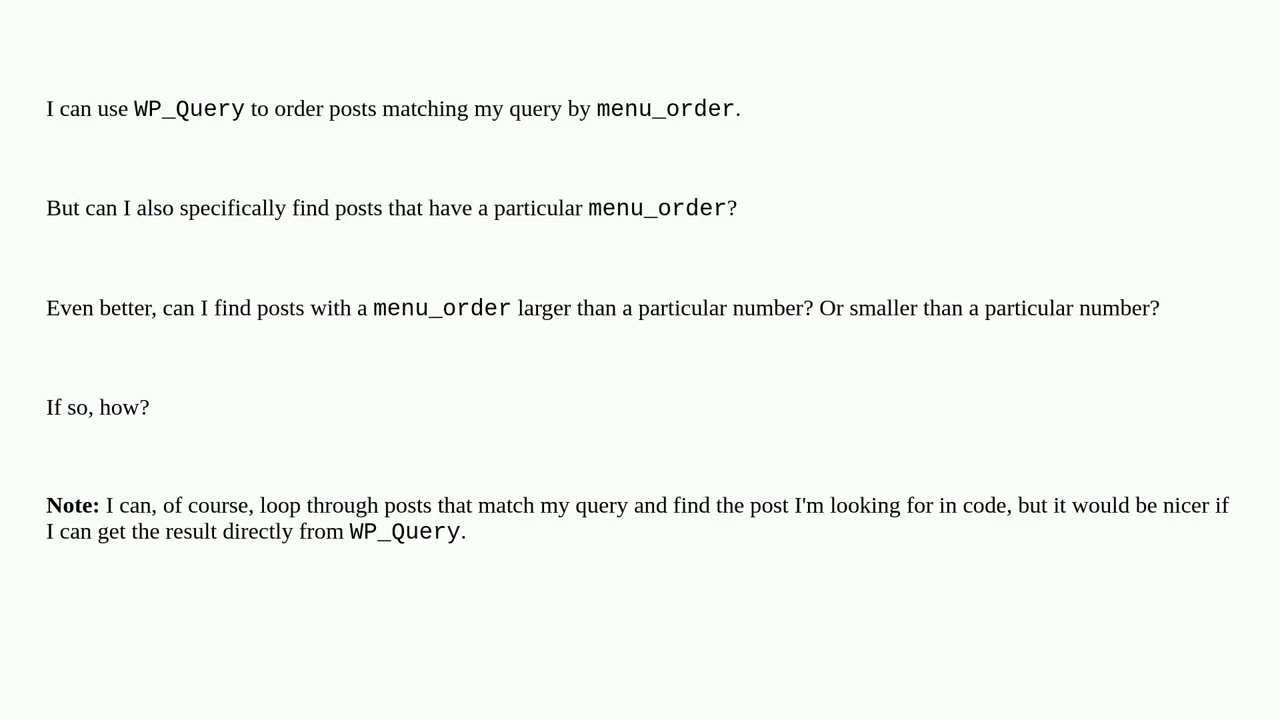 I can use WP_Query to order posts matching my query by menu_order.
But can I also specifically find posts that have a particular menu_order?
Even better, can I find posts with a menu_order larger than a particular number? Or smaller than a particular number?
If so, how?
Note: I can, of course, loop through posts that match my query and find the post I'm looking for in code, but it would be nicer if
I can get the result directly from WP_Query.